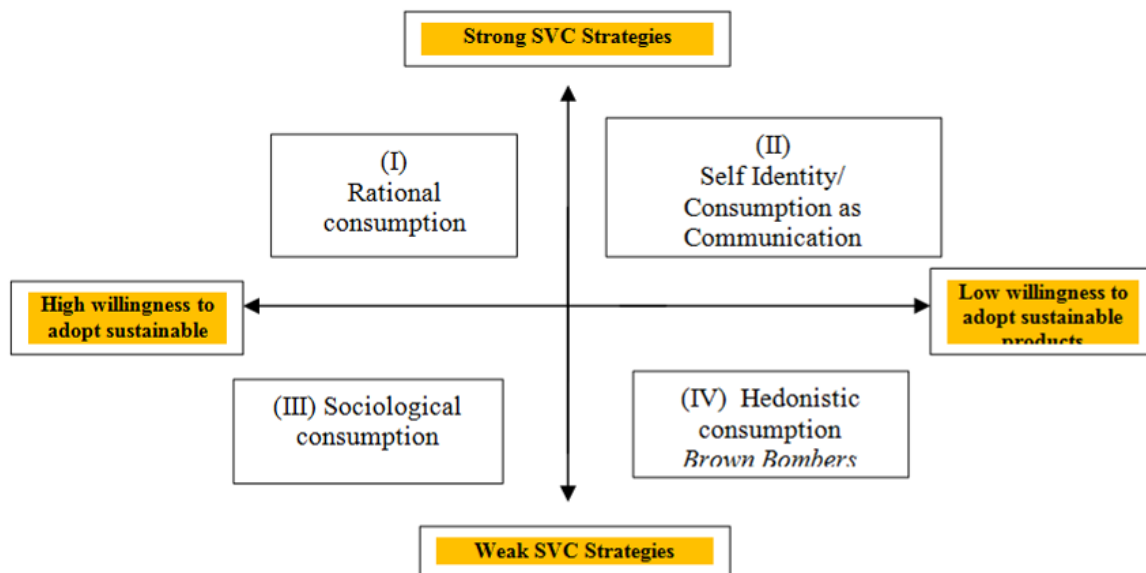 Strong SVC Strategies
(I)
Rational
consumption
(II)
Self Identity/
Consumption as
Communication
High willingness to
adopt sustainable
Low willingness to
adopt sustainable
products
(III) Sociological
consumption
(IV) Hedonistic
consumption
Brown Bombers
Weak SVC Strategies